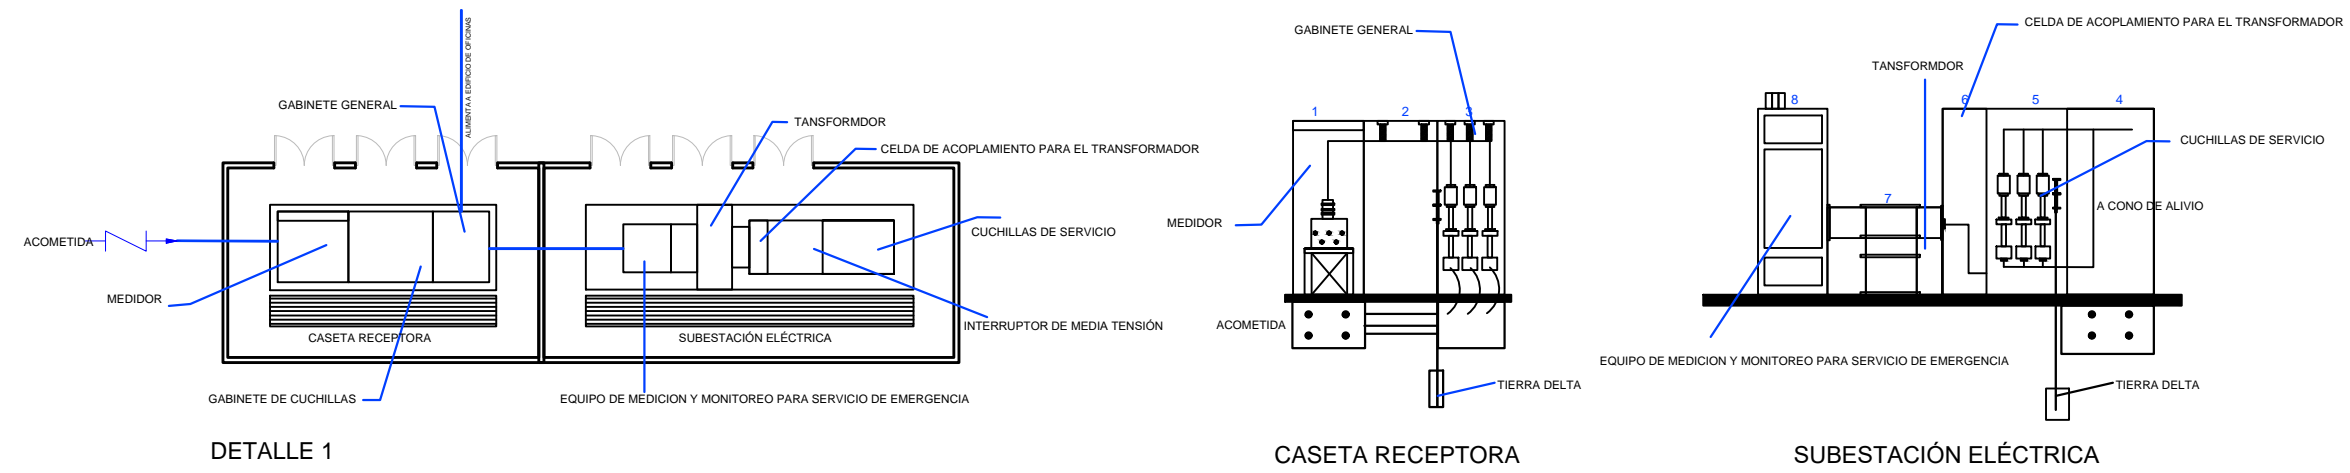 ALIMENTA A EDIFICIO DE OFICINAS
GABINETE GENERAL
TANSFORMDOR
CELDA DE ACOPLAMIENTO PARA EL TRANSFORMADOR
ACOMETIDA
CUCHILLAS DE SERVICIO
MEDIDOR
INTERRUPTOR DE MEDIA TENSIÓN
CASETA RECEPTORA
SUBESTACIÓN ELÉCTRICA
GABINETE DE CUCHILLAS
EQUIPO DE MEDICION Y MONITOREO PARA SERVICIO DE EMERGENCIA
DETALLE 1
GABINETE GENERAL
1
2
3
MEDIDOR
ACOMETIDA
TIERRA DELTA
CASETA RECEPTORA
CELDA DE ACOPLAMIENTO PARA EL TRANSFORMADOR
TANSFORMDOR
8
6
5
4
CUCHILLAS DE SERVICIO
7
A CONO DE ALIVIO
EQUIPO DE MEDICION Y MONITOREO PARA SERVICIO DE EMERGENCIA
TIERRA DELTA
SUBESTACIÓN ELÉCTRICA